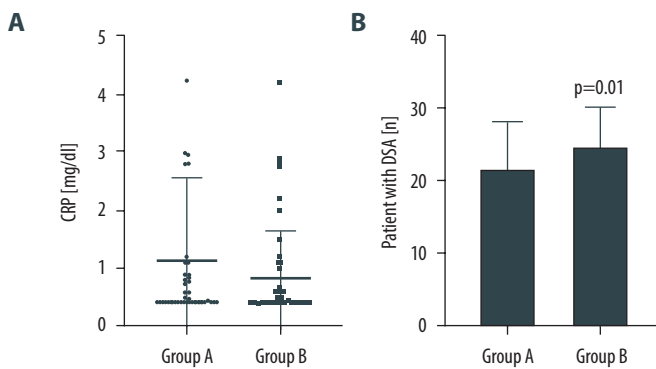 A
CRP [mg/dl]
5
4
3
2
1
0
Group A Group B
B
Patient with DSA [n]
40
30
20
10
0
p=0.01
Group A Group B